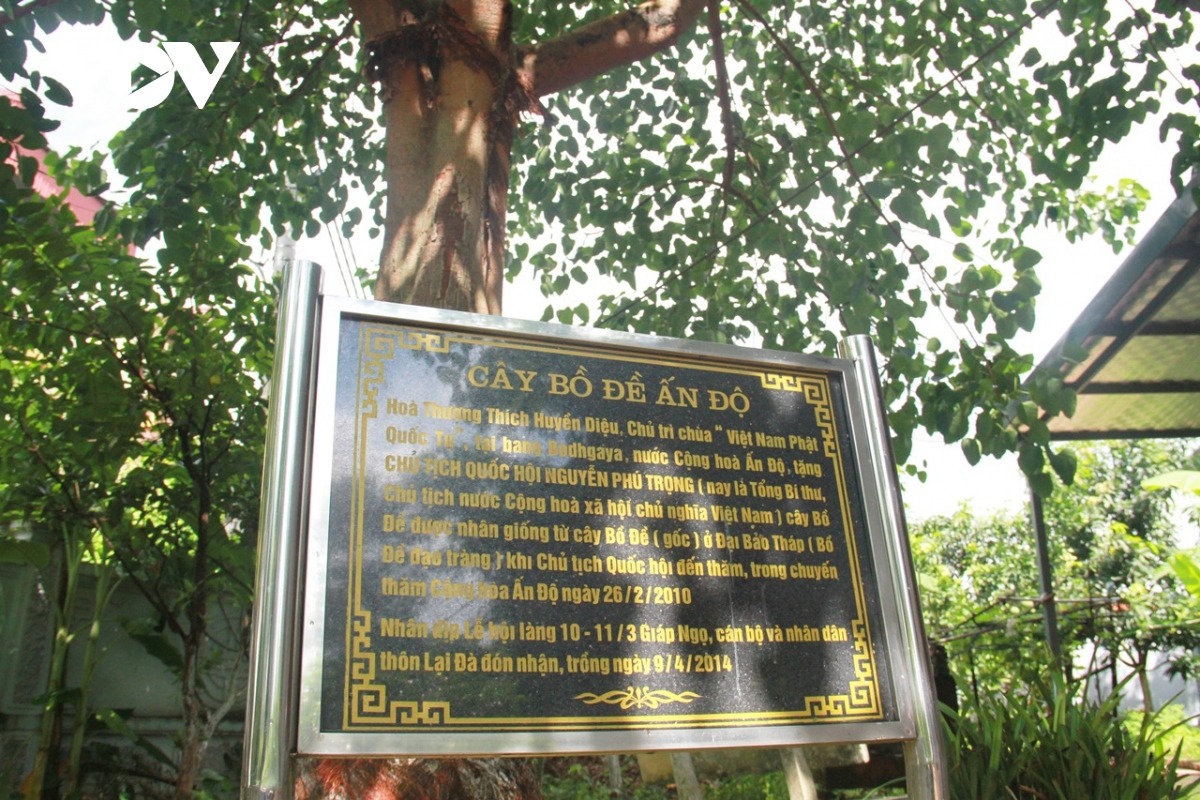 VOV
CÂY BỒ ĐỀ ẤN ĐỘ
Hoà Thượng Thích Huyền Diệu, Chủ trì chùa " Việt Nam Phật
Quốc Tự", tại bang Bodhgaya, nước Cộng hoà Ấn Độ, tặng
CHỦ TỊCH QUỐC HỘI NGUYỄN PHÚ TRỌNG ( nay là Tổng Bí thư,
Chủ tịch nước Cộng hoà xã hội chủ nghĩa Việt Nam ) cây Bồ
Đề được nhân giống từ cây Bồ Đề ( gốc ) ở Đại Bảo Tháp ( Bồ
Đề đạo tràng ) khi Chủ tịch Quốc hội đến thăm, trong chuyến
thăm Cộng hòa Ấn Độ ngày 26/2/2010
Nhân dịp Lễ hội làng 10 - 11/3 Giáp Ngọ, cán bộ và nhân dân
thôn Lại Đà đón nhận, trồng ngày 9/4/2014